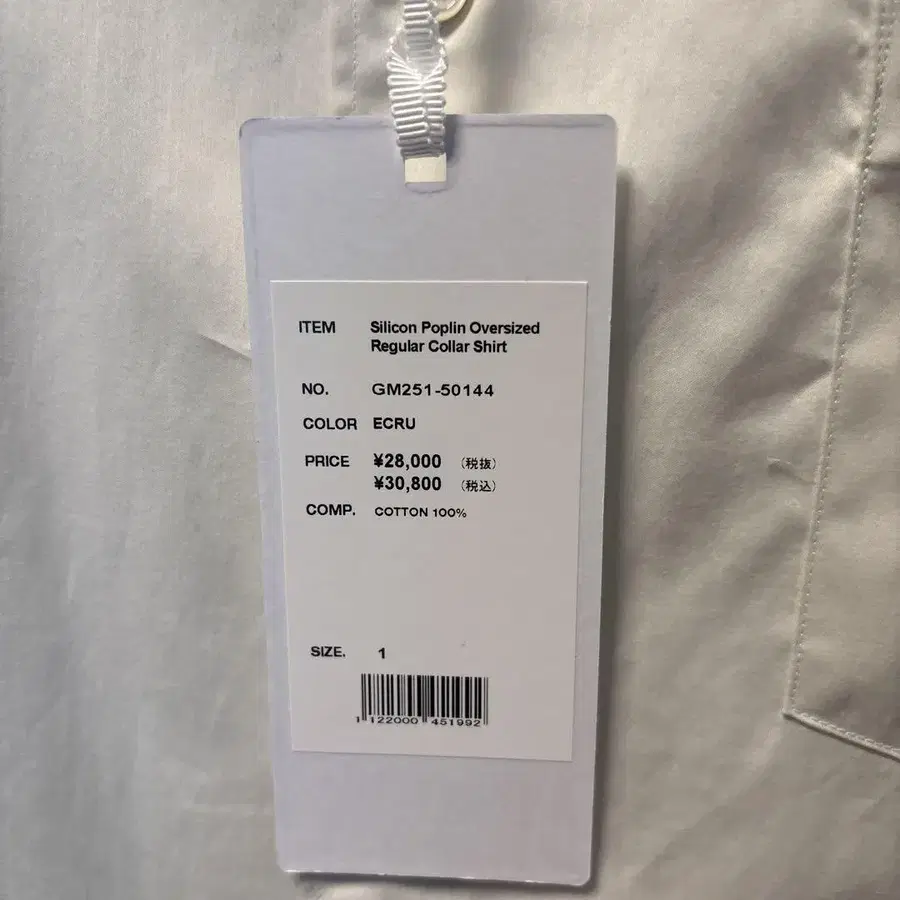 ITEM Silicon Poplin Oversized
Regular Collar Shirt
NO. GM251-50144
COLOR ECRU
PRICE ¥28,000 (税抜)
¥30,800 (税込)
COMP. COTTON 100%
SIZE. 1
1 122000 451992